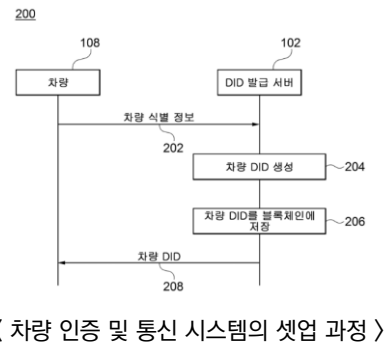 200
108
102
차량
DID 발급 서버
차량 식별 정보
202
차량 DID 생성
204
차량 DID를 블록체인에
저장
206
차량 DID
208
< 차량 인증 및 통신 시스템의 셋업 과정 >